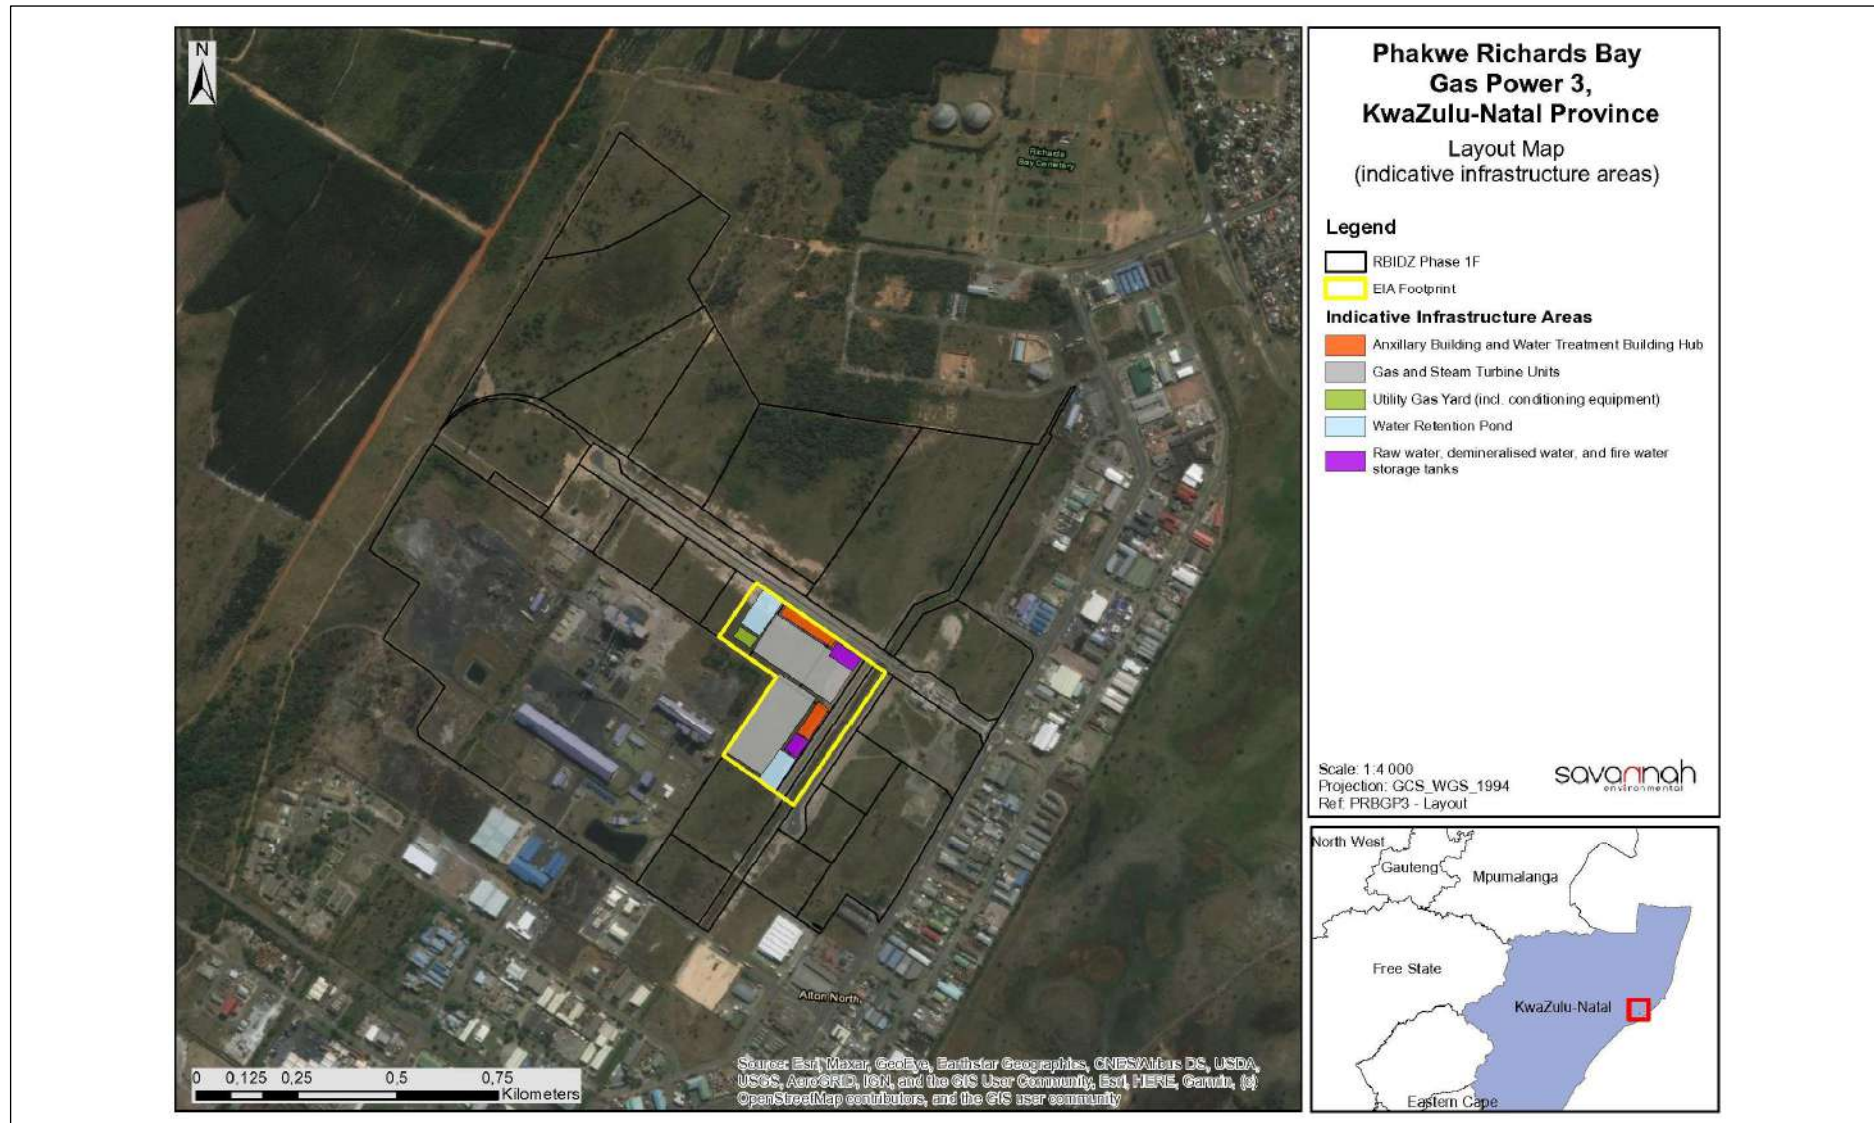 N
Richards
Bay Cemetery
Alton North
0 0,125 0,25 0,5 0,75
Kilometers
Source: Esri, Maxar, GeoEye, Earthstar Geographics, CNES/Airbus DS, USDA,
USGS, AeroGRID, IGN, and the GIS User Community, Esri, HERE, Garmin, (c)
OpenStreetMap contributors, and the GIS user community
Phakwe Richards Bay
Gas Power 3,
KwaZulu-Natal Province
Layout Map
(indicative infrastructure areas)
Legend
RBIDZ Phase 1F
EIA Footprint
Indicative Infrastructure Areas
Anxillary Building and Water Treatment Building Hub
Gas and Steam Turbine Units
Utility Gas Yard (incl. conditioning equipment)
Water Retention Pond
Raw water, demineralised water, and fire water
storage tanks
Scale: 1:4 000
Projection: GCS_WGS_1994
Ref: PRBGP3 - Layout
savannah
environmental
North West
Gauteng
Mpumalanga
Free State
KwaZulu-Natal
Eastern Cape